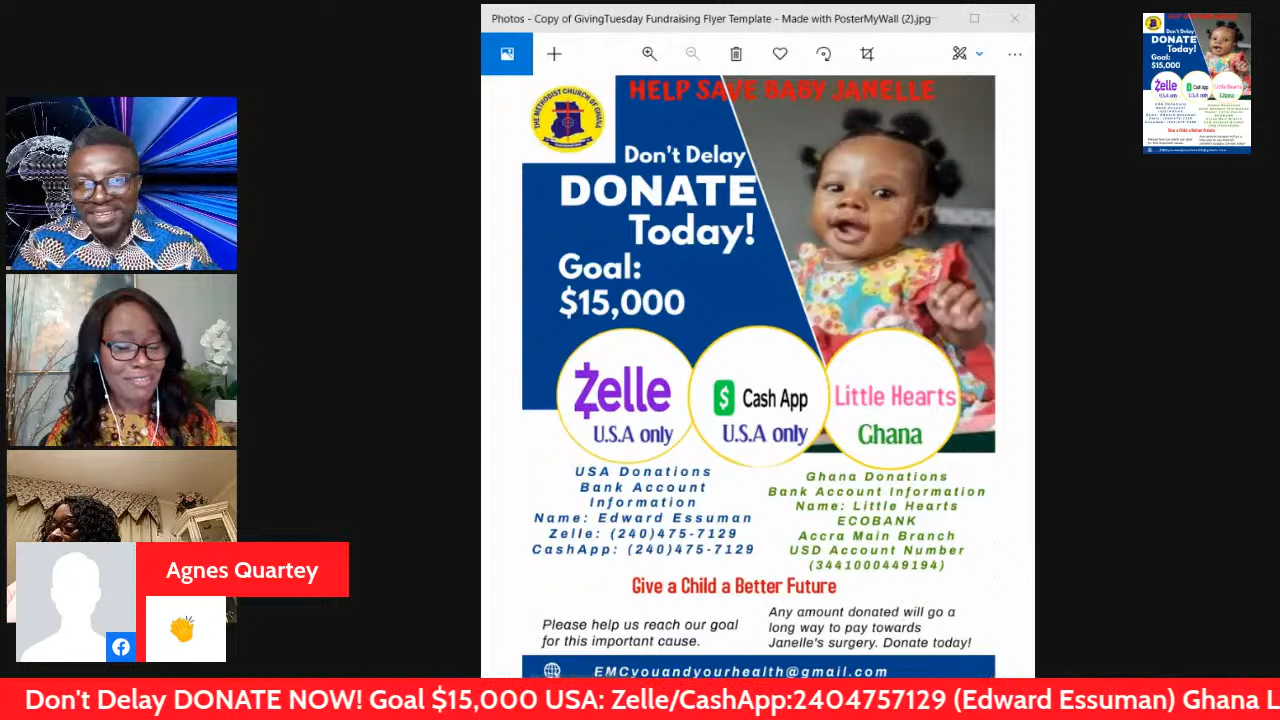 Photos - Copy of GivingTuesday Fundraising Flyer Template - Made with PosterMyWall (2).jpg
HELP SAVE BABY JANELLE
THE METHODIST CHURCH OF GHANA
Don't Delay
DONATE
Today!
Goal:
$15,000
Zelle
U.S.A only
Cash App
U.S.A only
Little Hearts
Ghana
USA Donations
Bank Account
Information
Name: Edward Essuman
Zelle: (240)475-7129
CashApp: (240)475-7129
Ghana Donations
Bank Account Information
Name: Little Hearts
ECOBANK
Accra Main Branch
USD Account Number
(3441000449194)
Give a Child a Better Future
Please help us reach our goal
for this important cause.
Any amount donated will go a
long way to pay towards
Janelle's surgery. Donate today!
EMCyouandyourhealth@gmail.com
Agnes Quartey
Don't Delay DONATE NOW! Goal $15,000 USA: Zelle/CashApp:2404757129 (Edward Essuman) Ghana L